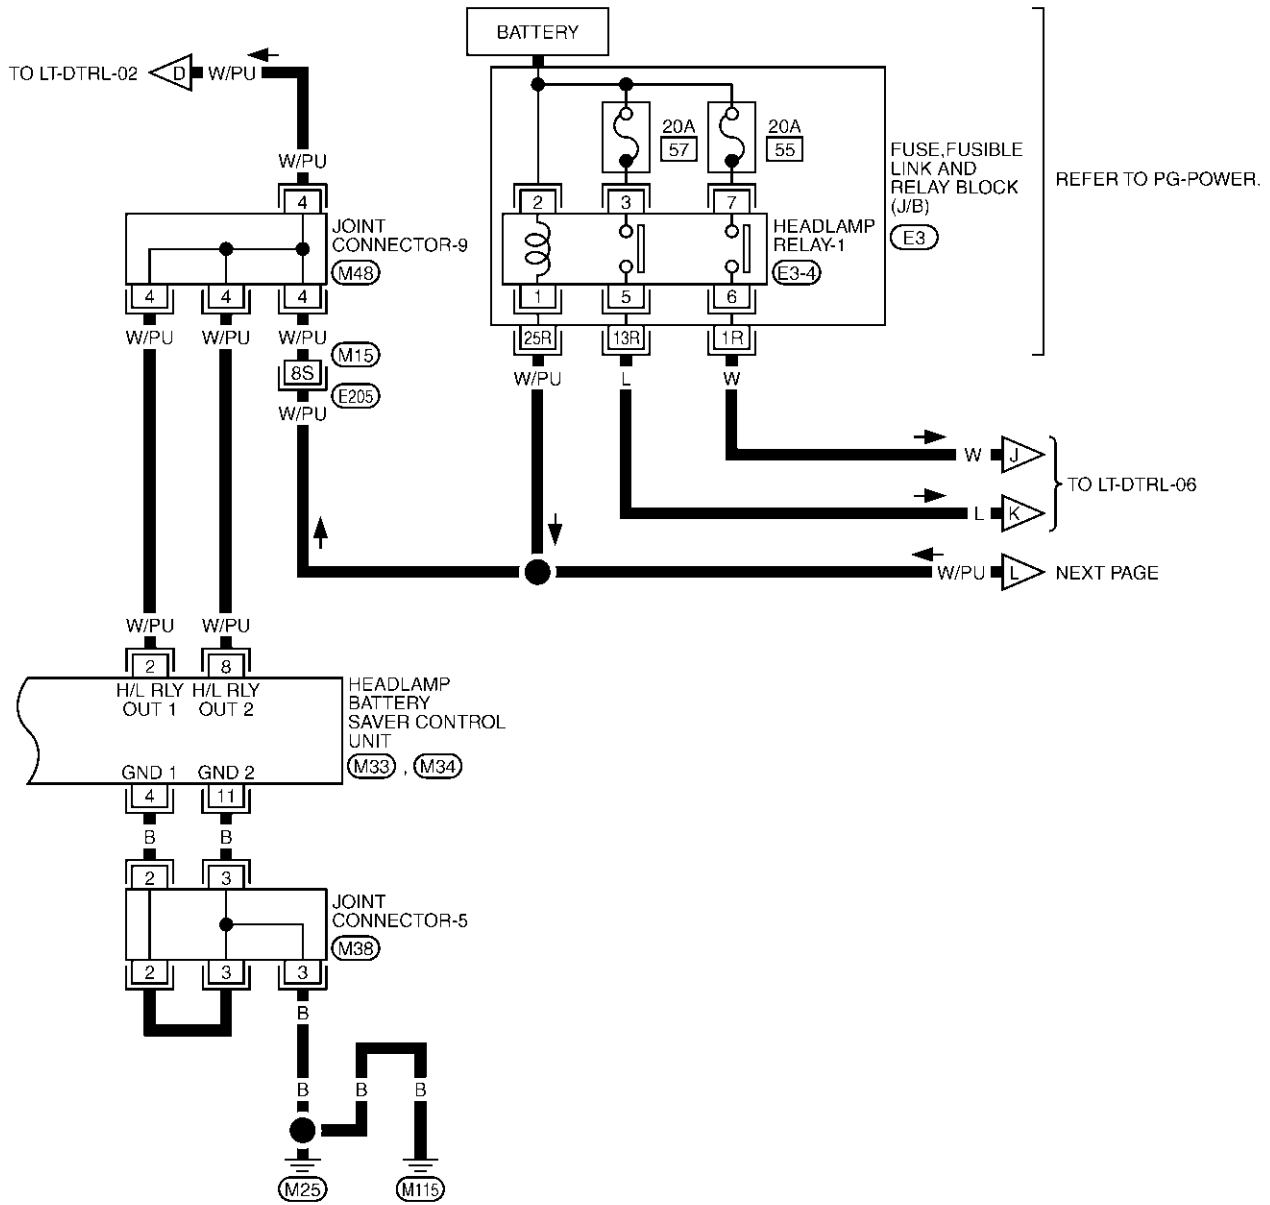 BATTERY
TO LT-DTRL-02
D
W/PU
20A
57
20A
55
FUSE,FUSIBLE
LINK AND
RELAY BLOCK
(J/B)
E3
REFER TO PG-POWER.
W/PU
4
JOINT
CONNECTOR-9
M48
2
3
7
HEADLAMP
RELAY-1
E3-4
4
4
4
1
5
6
W/PU
W/PU
W/PU
25R
13R
1R
M15
8S
E205
W/PU
W/PU
L
W
W
J
TO LT-DTRL-06
L
K
W/PU
L
NEXT PAGE
W/PU
W/PU
2
8
H/L RLY
OUT 1
H/L RLY
OUT 2
HEADLAMP
BATTERY
SAVER CONTROL
UNIT
M33 , M34
GND 1
GND 2
4
11
B
B
2
3
JOINT
CONNECTOR-5
M38
2
3
3
B
B
B
B
M25
M115